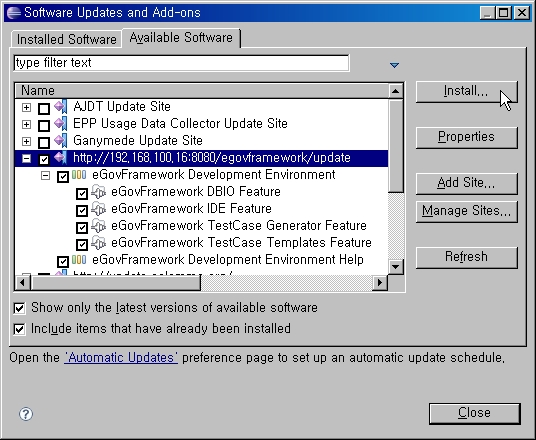 Software Updates and Add-ons
Installed Software
Available Software
type filter text
Name
AJDT Update Site
EPP Usage Data Collector Update Site
Ganymede Update Site
http://192.168.100.16:8080/egovframework/update
eGovFramework Development Environment
eGovFramework DBIO Feature
eGovFramework IDE Feature
eGovFramework TestCase Generator Feature
eGovFramework TestCase Templates Feature
eGovFramework Development Environment Help
Install...
Properties
Add Site...
Manage Sites...
Refresh
Show only the latest versions of available software
Include items that have already been installed
Open the 'Automatic Updates' preference page to set up an automatic update schedule.
?
Close